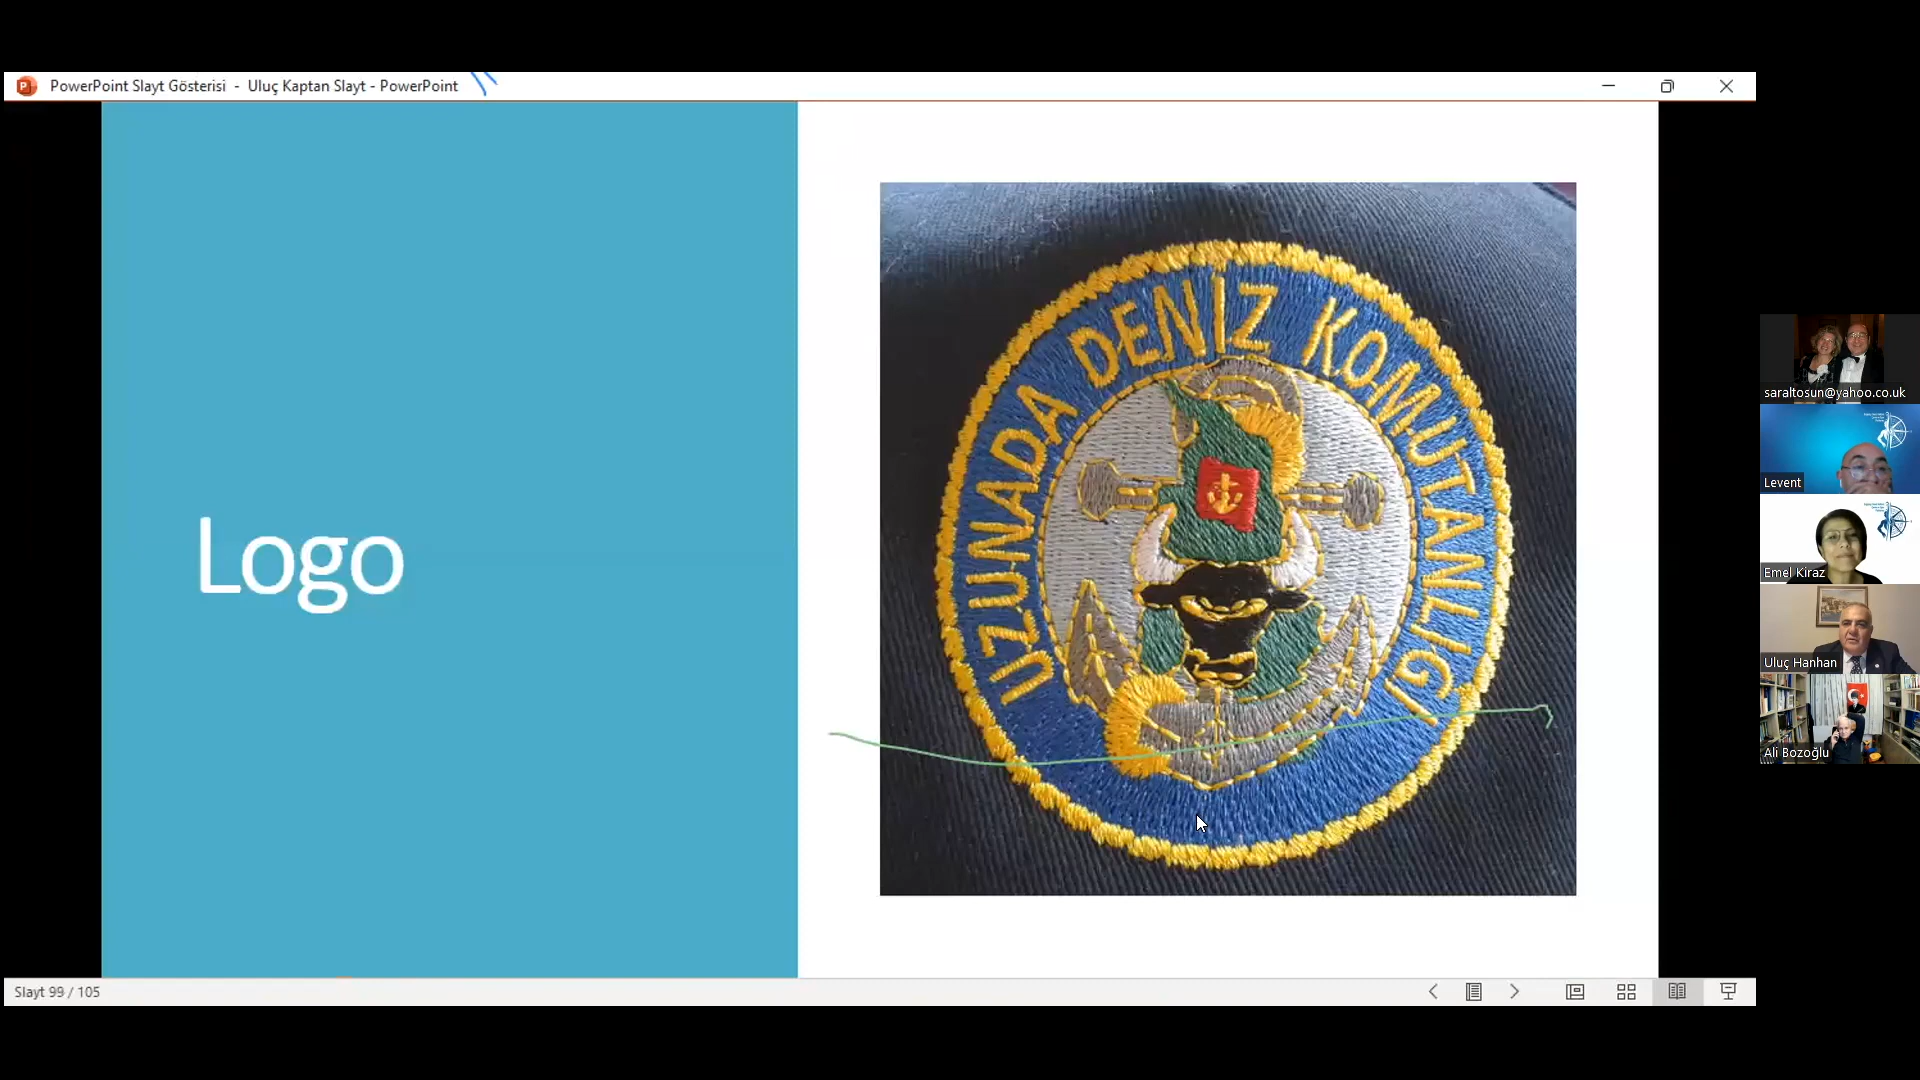 PowerPoint Slayt Gösterisi - Uluç Kaptan Slayt - PowerPoint
Logo
UZUNADA DENİZ KOMUTANLIĞI
saraltosun@yahoo.co.uk
Levent
Emel Kiraz
Uluç Hanhan
Ali Bozoğlu
Slayt 99 / 105